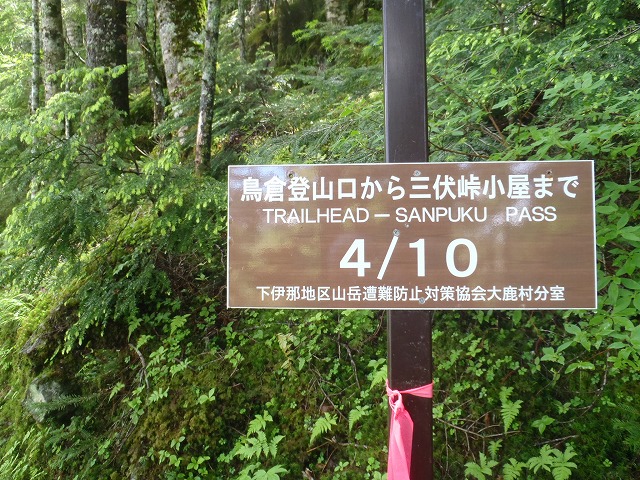 鳥倉登山口から三伏峠小屋まで
TRAILHEAD — SANPUKU PASS
4/10
下伊那地区山岳遭難防止対策協会大鹿村分室